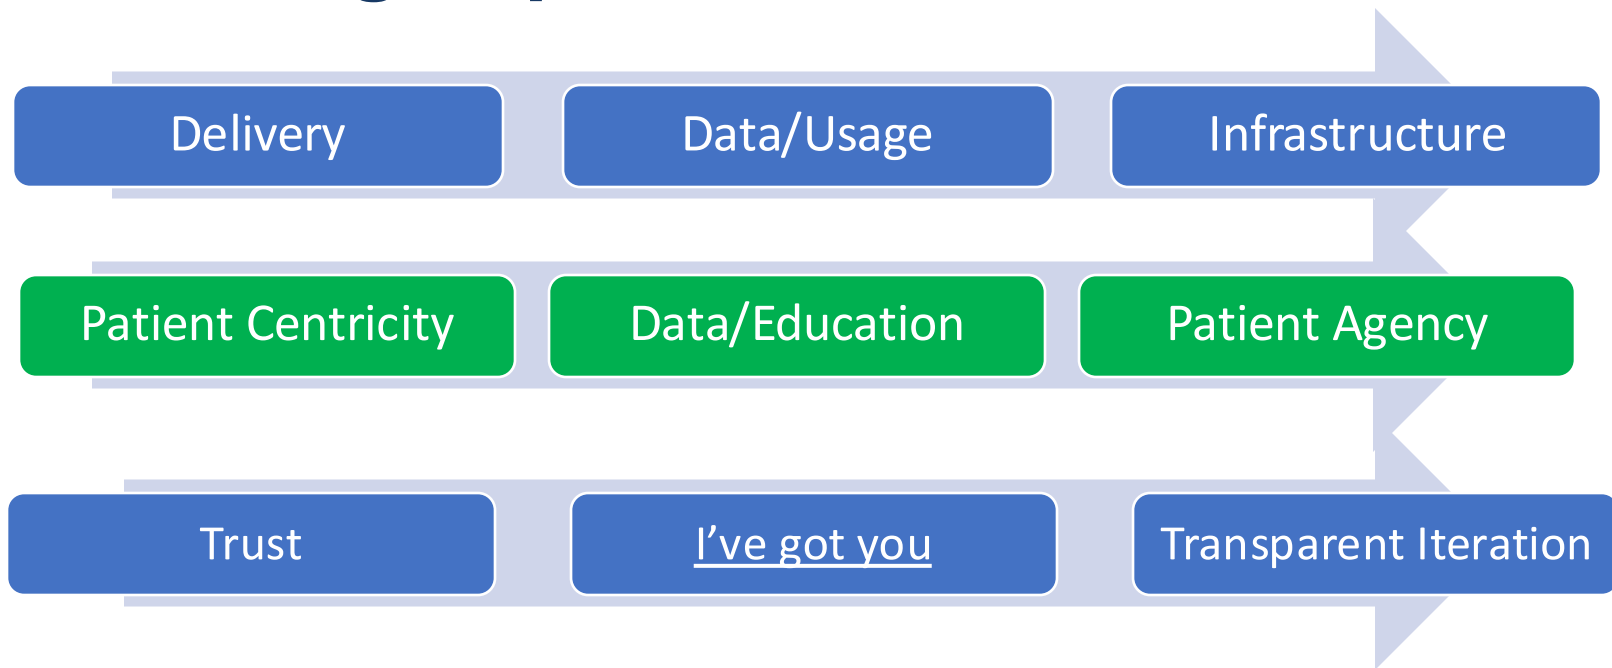 Delivery
Data/Usage
Infrastructure
Patient Centricity
Data/Education
Patient Agency
Trust
I’ve got you
Transparent Iteration